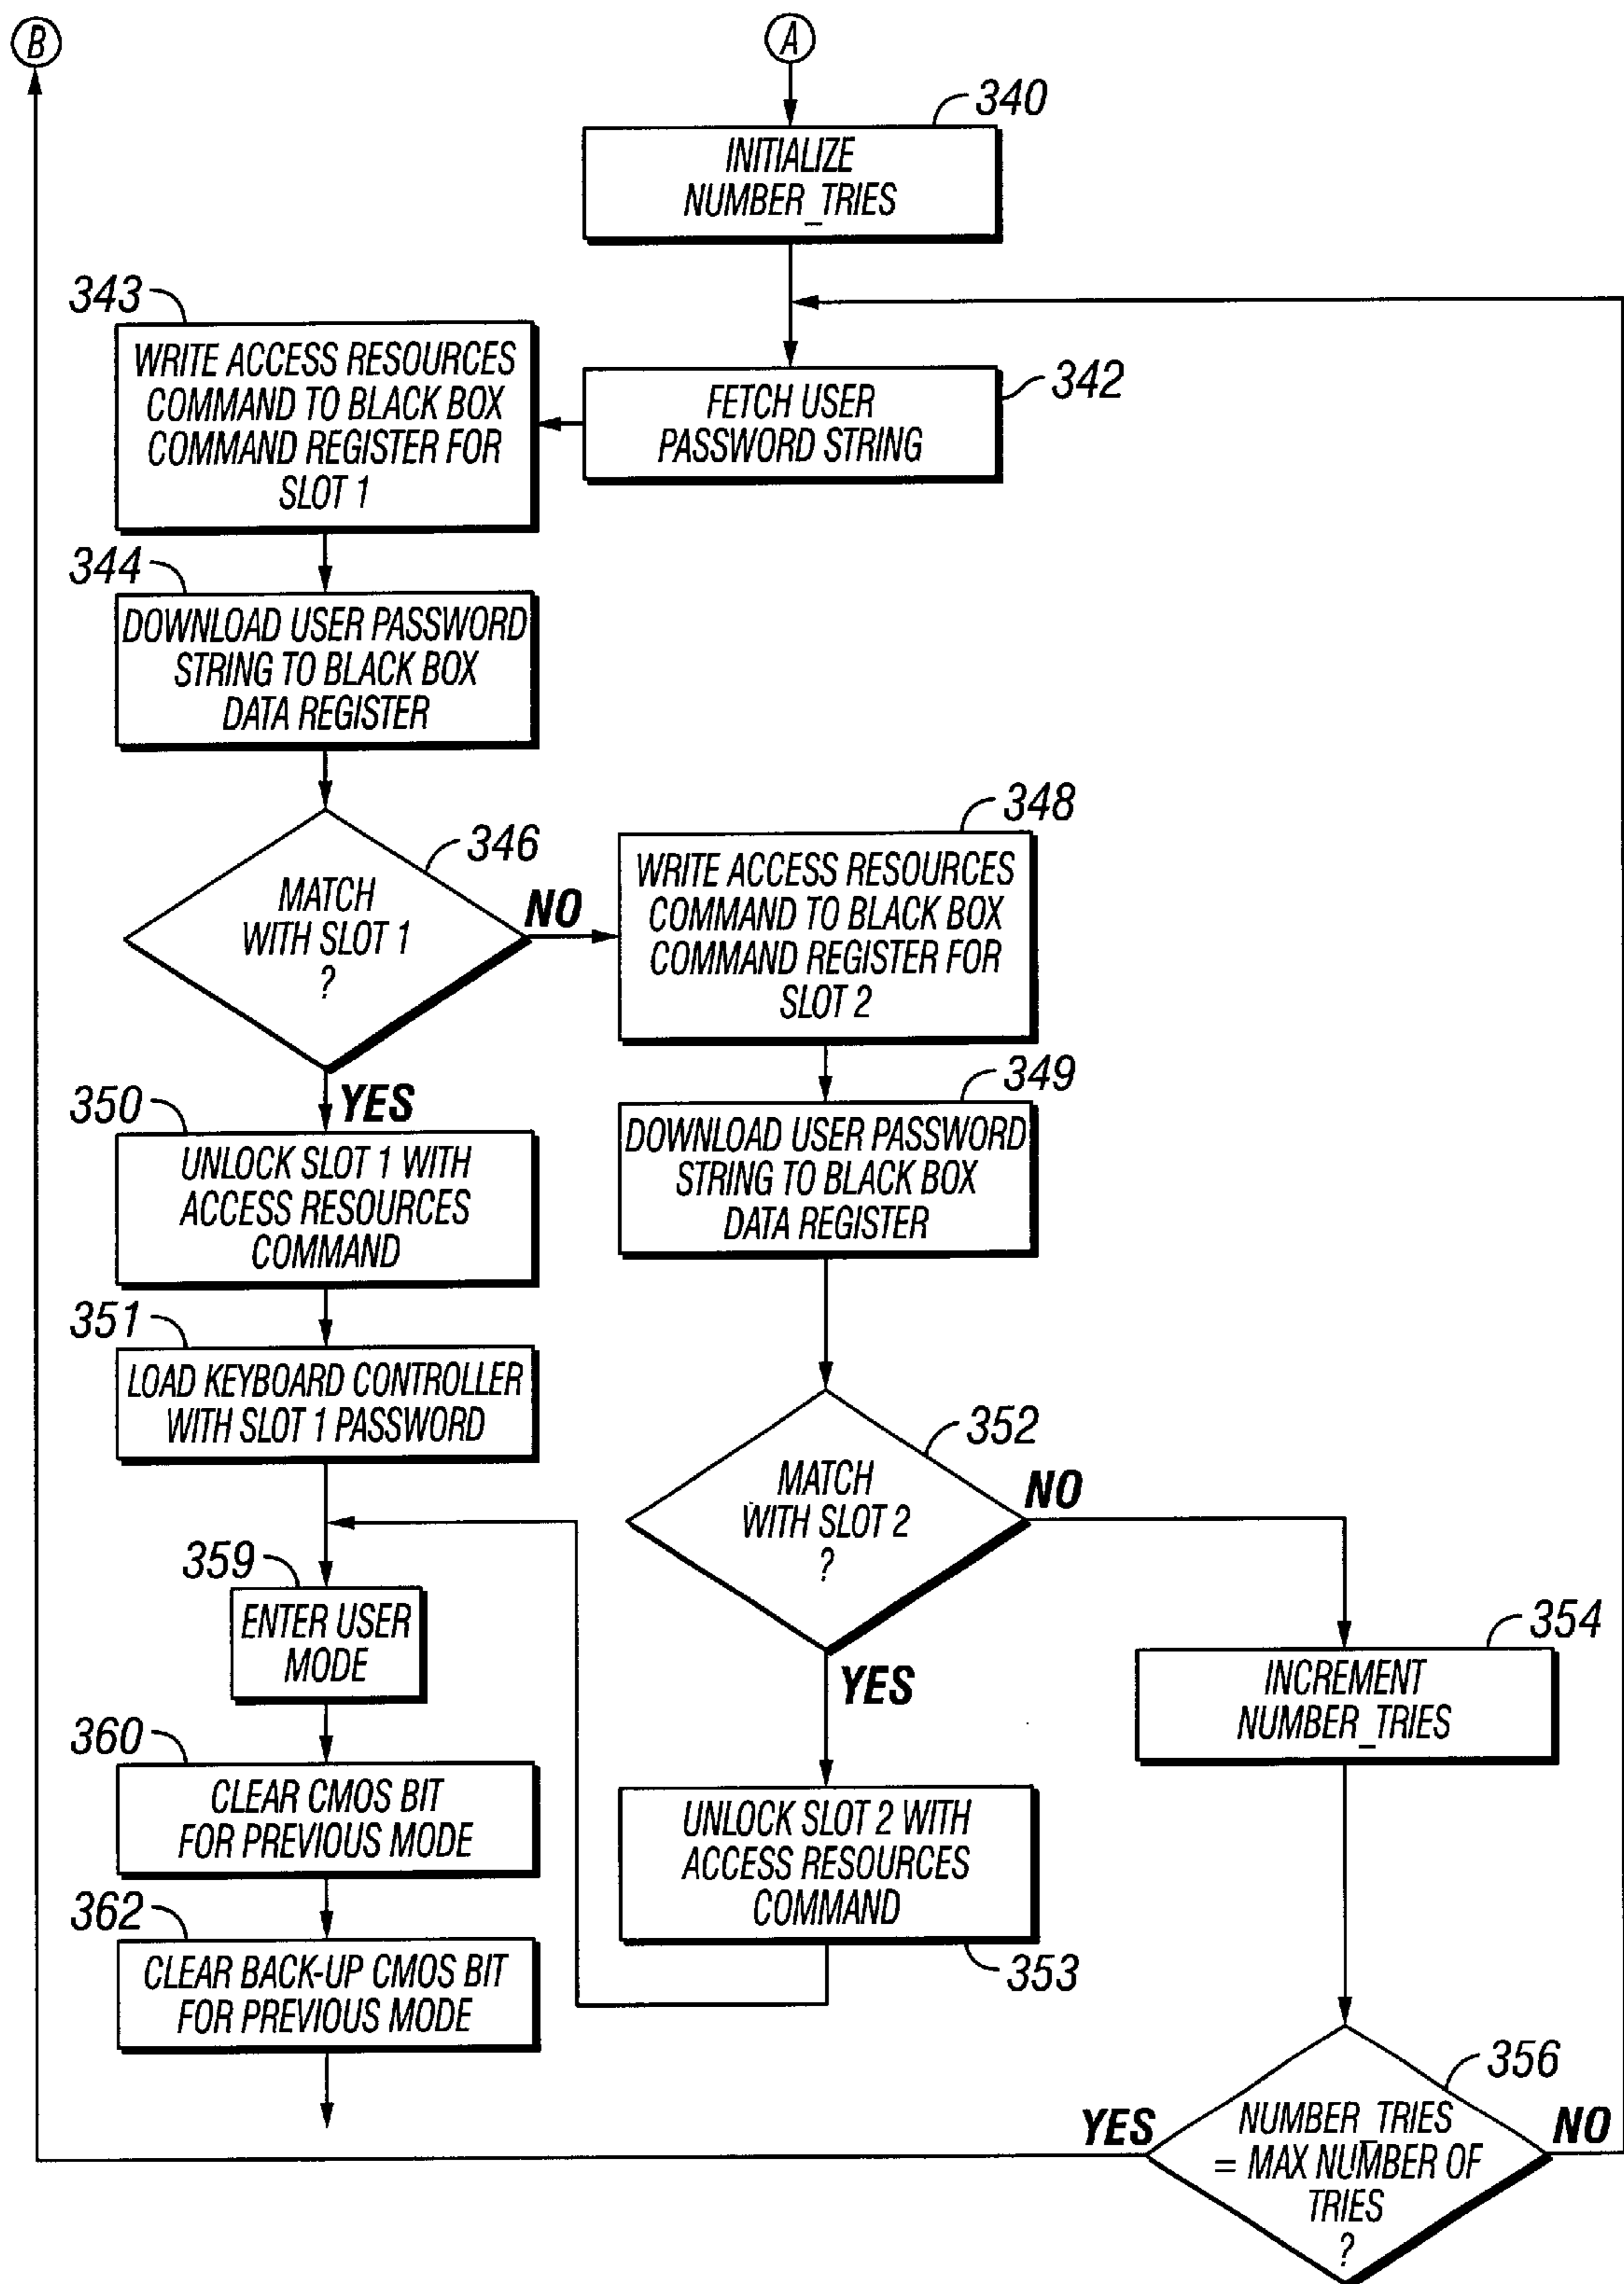 B
A
340
INITIALIZE
NUMBER_TRIES
343
WRITE ACCESS RESOURCES
COMMAND TO BLACK BOX
COMMAND REGISTER FOR
SLOT 1
342
FETCH USER
PASSWORD STRING
344
DOWNLOAD USER PASSWORD
STRING TO BLACK BOX
DATA REGISTER
346
MATCH
WITH SLOT 1
?
NO
348
WRITE ACCESS RESOURCES
COMMAND TO BLACK BOX
COMMAND REGISTER FOR
SLOT 2
349
DOWNLOAD USER PASSWORD
STRING TO BLACK BOX
DATA REGISTER
YES
350
UNLOCK SLOT 1 WITH
ACCESS RESOURCES
COMMAND
351
LOAD KEYBOARD CONTROLLER
WITH SLOT 1 PASSWORD
352
MATCH
WITH SLOT 2
?
NO
YES
359
ENTER USER
MODE
354
INCREMENT
NUMBER_TRIES
360
CLEAR CMOS BIT
FOR PREVIOUS MODE
UNLOCK SLOT 2 WITH
ACCESS RESOURCES
COMMAND
353
362
CLEAR BACK-UP CMOS BIT
FOR PREVIOUS MODE
356
NUMBER_TRIES
= MAX NUMBER OF
TRIES
?
YES
NO